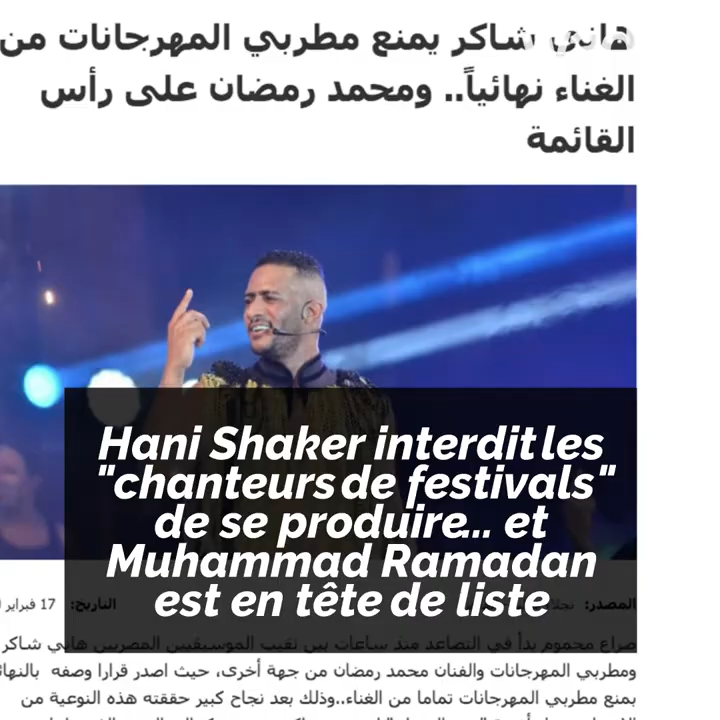 هاني شاكر يمنع مطربي المهرجانات من
الغناء نهائياً.. ومحمد رمضان على رأس
القائمة
Hani Shaker interdit les
"chanteurs de festivals"
de se produire.. et
Muhammad Ramadan
est en tête de liste
المصدر: التاريخ: 17 فبراير
صراع محموم بدأ في التصاعد منذ ساعات بين نقيب الموسيقيين المصريين هاني شاكر
ومطربي المهرجانات والفنان محمد رمضان من جهة أخرى، حيث اصدر قرارا وصفه
بمنع مطربي المهرجانات تماما من الغناء..وذلك بعد نجاح كبير حققته هذه النوعية من